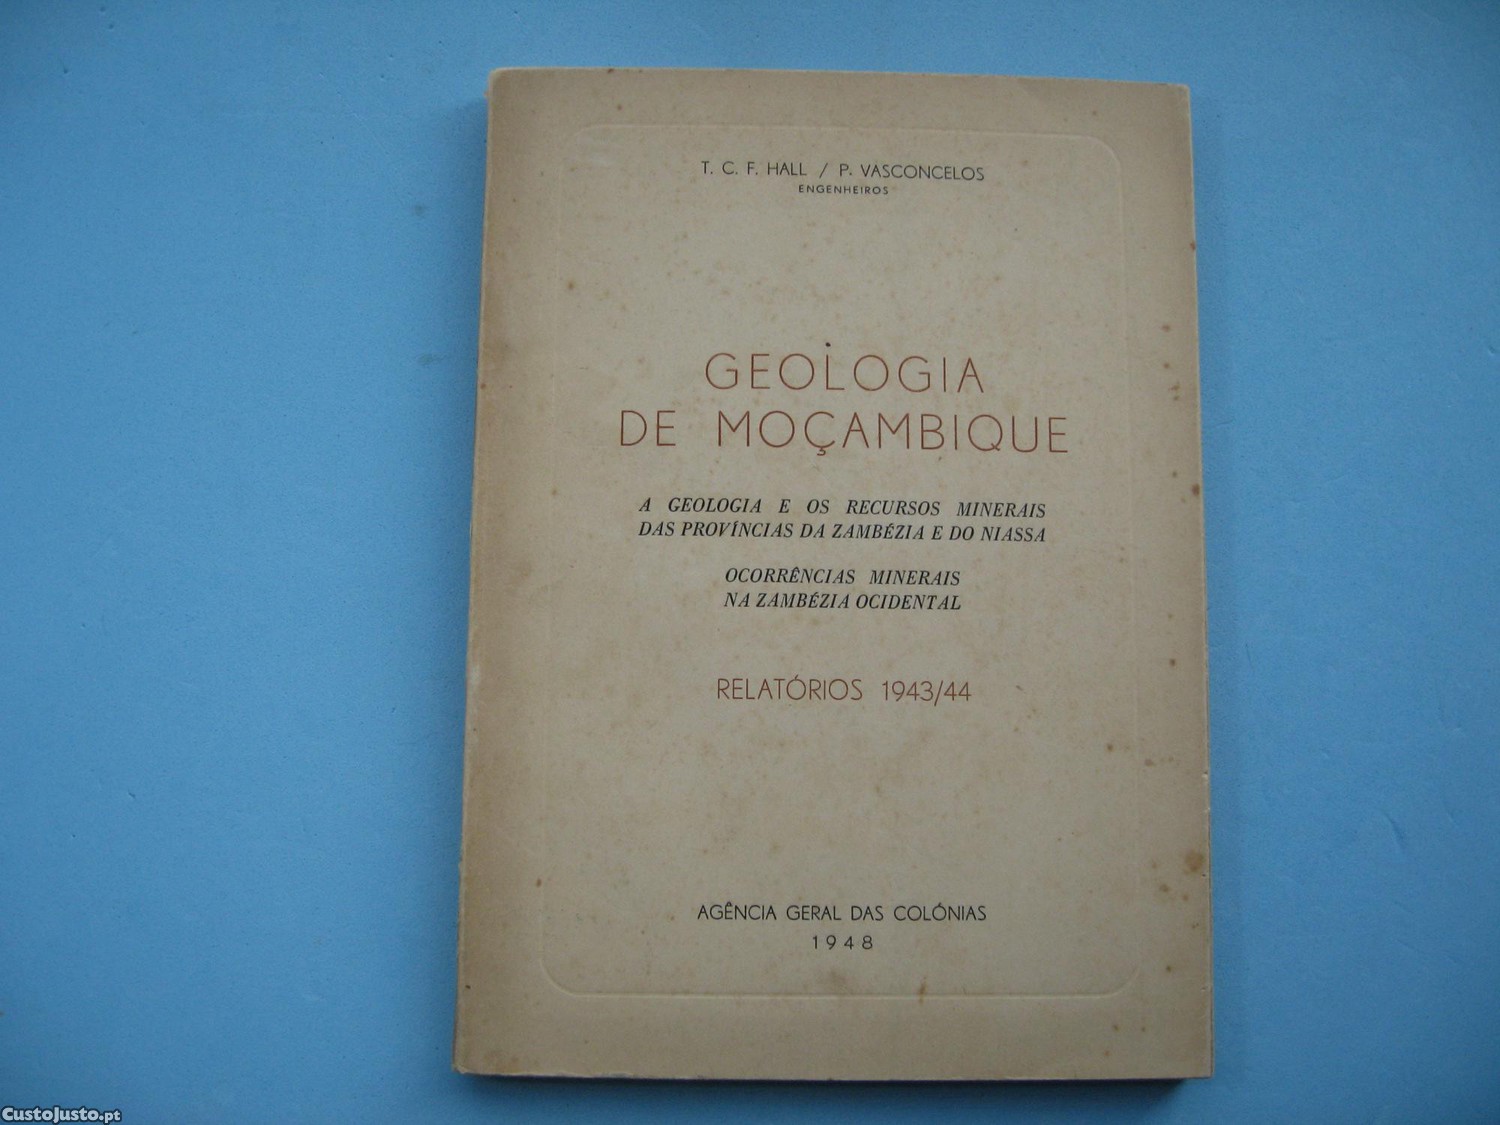 T. C. F. HALL / P. VASCONCELOS
ENGENHEIROS
GEOLOGIA
DE MOÇAMBIQUE
A GEOLOGIA E OS RECURSOS MINERAIS
DAS PROVÍNCIAS DA ZAMBÉZIA E DO NIASSA
OCORRÊNCIAS MINERAIS
NA ZAMBÉZIA OCIDENTAL
RELATÓRIOS 1943/44
AGÊNCIA GERAL DAS COLÓNIAS
1948
CustoJusto.pt